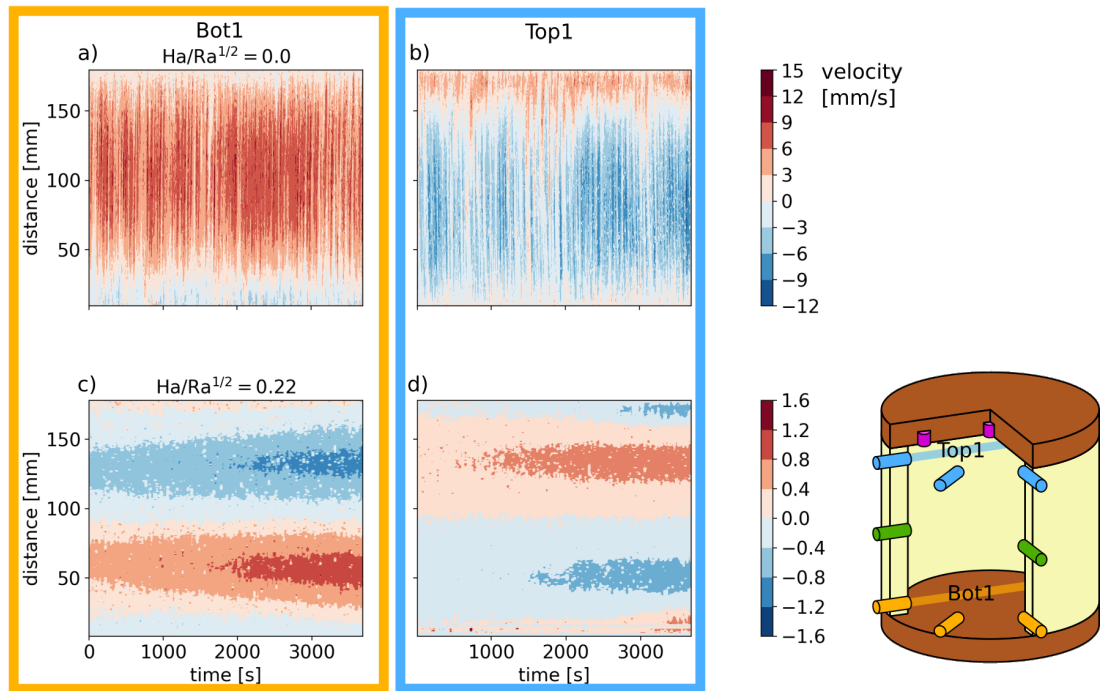 Bot1
Top1
a)
Ha/Ra^{1/2} = 0.0
b)
distance [mm]
150
100
50
15
12
9
6
3
0
−3
−6
−9
−12
velocity
[mm/s]
c)
Ha/Ra^{1/2} = 0.22
d)
distance [mm]
150
100
50
0
1000
2000
3000
time [s]
1000
2000
3000
time [s]
1.6
1.2
0.8
0.4
0.0
−0.4
−0.8
−1.2
−1.6
Top1
Bot1